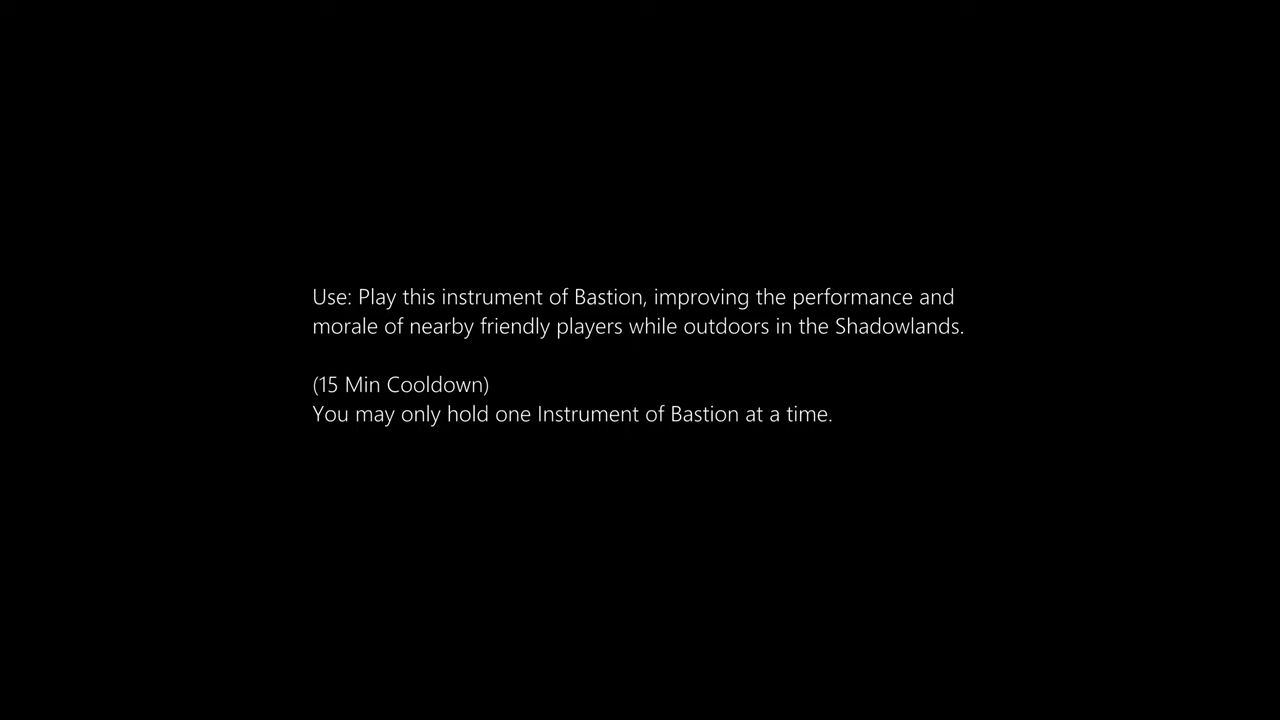 Use: Play this instrument of Bastion, improving the performance and
morale of nearby friendly players while outdoors in the Shadowlands.
(15 Min Cooldown)
You may only hold one Instrument of Bastion at a time.